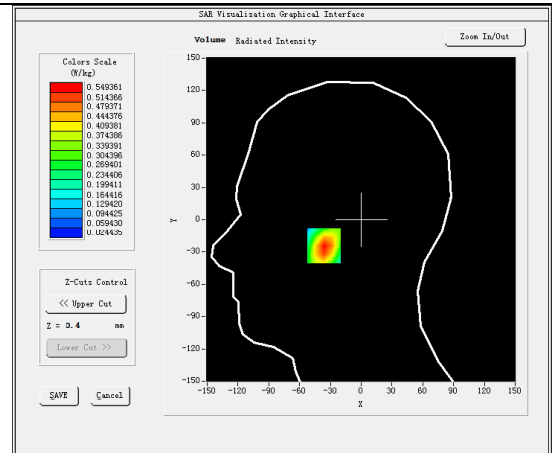 SAR Visualisation Graphical Interface
Volume Radiated Intensity
Zoom In/Out
Colors Scale
(W/kg)
0.549361
0.514366
0.479371
0.444376
0.409381
0.374386
0.339391
0.304396
0.269401
0.234406
0.199411
0.164416
0.129420
0.094425
0.059430
0.024435
Z-Cuts Control
<< Upper Cut
Z = 0.4 mm
Lower Cut >>
SAVE Cancel
150
120
90
60
30
0
-30
-60
-90
-120
-150
Y
-150 -120 -90 -60 -30 0 30 60 90 120 150
X